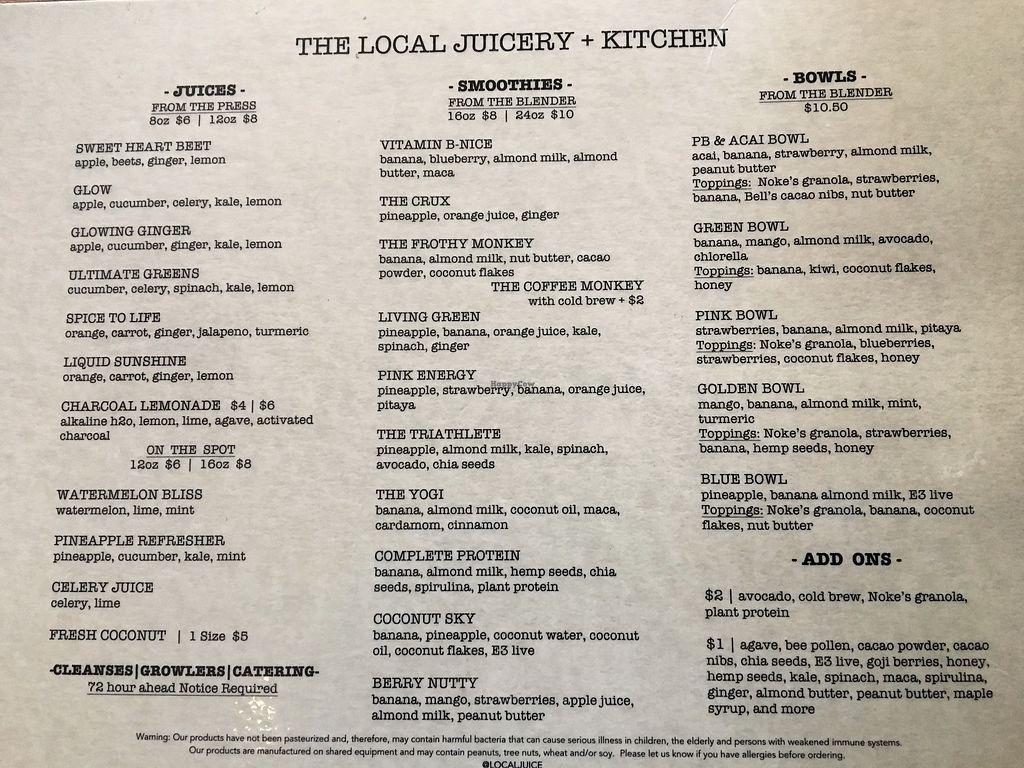 THE LOCAL JUICERY + KITCHEN
- JUICES -
FROM THE PRESS
8oz $6 | 12oz $8
SWEET HEART BEET
apple, beets, ginger, lemon
GLOW
apple, cucumber, celery, kale, lemon
GLOWING GINGER
apple, cucumber, ginger, kale, lemon
ULTIMATE GREENS
cucumber, celery, spinach, kale, lemon
SPICE TO LIFE
orange, carrot, ginger, jalapeno, turmeric
LIQUID SUNSHINE
orange, carrot, ginger, lemon
CHARCOAL LEMONADE $4 | $6
alkaline h2o, lemon, lime, agave, activated
charcoal
ON THE SPOT
12oz $6 | 16oz $8
WATERMELON BLISS
watermelon, lime, mint
PINEAPPLE REFRESHER
pineapple, cucumber, kale, mint
CELERY JUICE
celery, lime
FRESH COCONUT | 1 Size $5
-CLEANSES|GROWLERS|CATERING-
72 hour ahead Notice Required
- SMOOTHIES -
FROM THE BLENDER
16oz $8 | 24oz $10
VITAMIN B-NICE
banana, blueberry, almond milk, almond
butter, maca
THE CRUX
pineapple, orange juice, ginger
THE FROTHY MONKEY
banana, almond milk, nut butter, cacao
powder, coconut flakes
THE COFFEE MONKEY
with cold brew + $2
LIVING GREEN
pineapple, banana, orange juice, kale,
spinach, ginger
PINK ENERGY
HappyCow
pineapple, strawberry, banana, orange juice,
pitaya
THE TRIATHLETE
pineapple, almond milk, kale, spinach,
avocado, chia seeds
THE YOGI
banana, almond milk, coconut oil, maca,
cardamom, cinnamon
COMPLETE PROTEIN
banana, almond milk, hemp seeds, chia
seeds, spirulina, plant protein
COCONUT SKY
banana, pineapple, coconut water, coconut
oil, coconut flakes, E3 live
BERRY NUTTY
banana, mango, strawberries, apple juice,
almond milk, peanut butter
- BOWLS -
FROM THE BLENDER
$10.50
PB & ACAI BOWL
acai, banana, strawberry, almond milk,
peanut butter
Toppings: Noke's granola, strawberries,
banana, Bell's cacao nibs, nut butter
GREEN BOWL
banana, mango, almond milk, avocado,
chlorella
Toppings: banana, kiwi, coconut flakes,
honey
PINK BOWL
strawberries, banana, almond milk, pitaya
Toppings: Noke's granola, blueberries,
strawberries, coconut flakes, honey
GOLDEN BOWL
mango, banana, almond milk, mint,
turmeric
Toppings: Noke's granola, strawberries,
banana, hemp seeds, honey
BLUE BOWL
pineapple, banana almond milk, E3 live
Toppings: Noke's granola, banana, coconut
flakes, nut butter
- ADD ONS -
$2 | avocado, cold brew, Noke's granola,
plant protein
$1 | agave, bee pollen, cacao powder, cacao
nibs, chia seeds, E3 live, goji berries, honey,
hemp seeds, kale, spinach, maca, spirulina,
ginger, almond butter, peanut butter, maple
syrup, and more
Warning: Our products have not been pasteurized and, therefore, may contain harmful bacteria that can cause serious illness in children, the elderly and persons with weakened immune systems.
Our products are manufactured on shared equipment and may contain peanuts, tree nuts, wheat and/or soy. Please let us know if you have allergies before ordering.
@LOCALJUICE